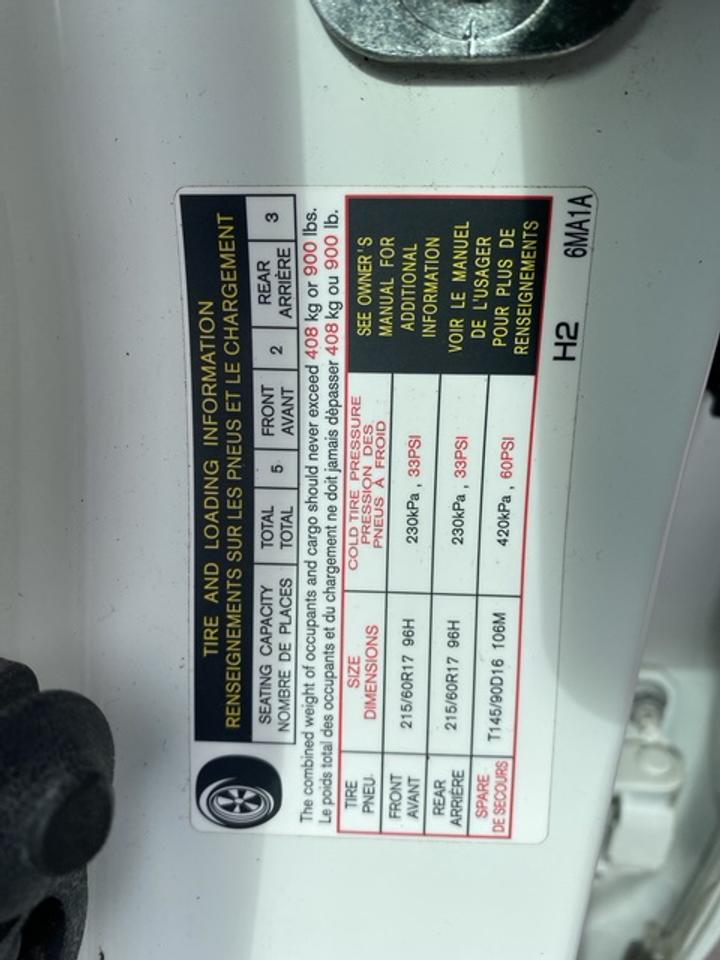 TIRE AND LOADING INFORMATION
RENSEIGNEMENTS SUR LES PNEUS ET LE CHARGEMENT
SEATING CAPACITY
NOMBRE DE PLACES
TOTAL
TOTAL
5
FRONT
AVANT
2
REAR
ARRIÈRE
3
The combined weight of occupants and cargo should never exceed 408 kg or 900 lbs.
Le poids total des occupants et du chargement ne doit jamais dépasser 408 kg ou 900 lb.
TIRE
PNEU
SIZE
DIMENSIONS
COLD TIRE PRESSURE
PRESSION DES
PNEUS À FROID
FRONT
AVANT
215/60R17 96H
230kPa , 33PSI
REAR
ARRIÈRE
215/60R17 96H
230kPa , 33PSI
SPARE
DE SECOURS
T145/90D16 106M
420kPa , 60PSI
SEE OWNER'S
MANUAL FOR
ADDITIONAL
INFORMATION
VOIR LE MANUEL
DE L'USAGER
POUR PLUS DE
RENSEIGNEMENTS
H2
6MA1A